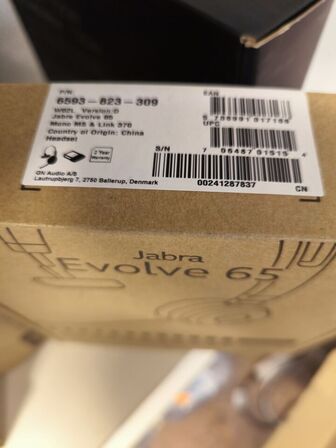 P/N:
6593-823-309
WB2L Version D
Jabra Evolve 65
Mono MS & Link 370
Country of Origin: China
Headset
2 Year
Warranty
GN Audio A/S
Lautrupbjerg 7, 2750 Ballerup, Denmark
EAN
UPC
S/N
00241287837
CN
Jabra
Evolve 65